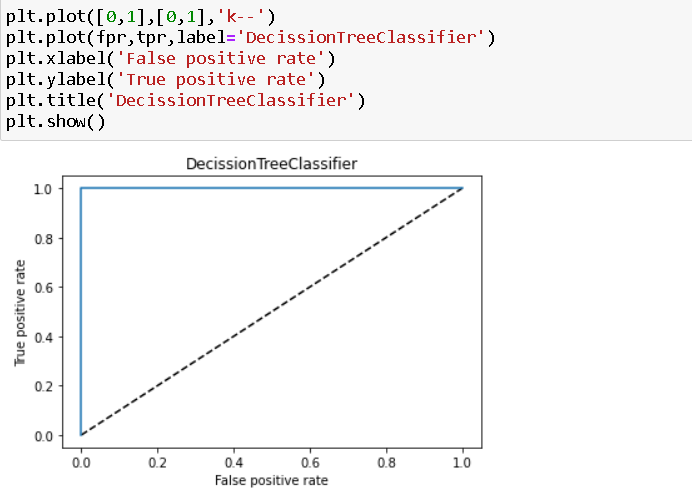 plt.plot([0,1],[0,1],'k--')
plt.plot(fpr,tpr,label='DecissionTreeClassifier')
plt.xlabel('False positive rate')
plt.ylabel('True positive rate')
plt.title('DecissionTreeClassifier')
plt.show()
DecissionTreeClassifier
1.0
0.8
0.6
0.4
0.2
0.0
True positive rate
0.0 0.2 0.4 0.6 0.8 1.0
False positive rate